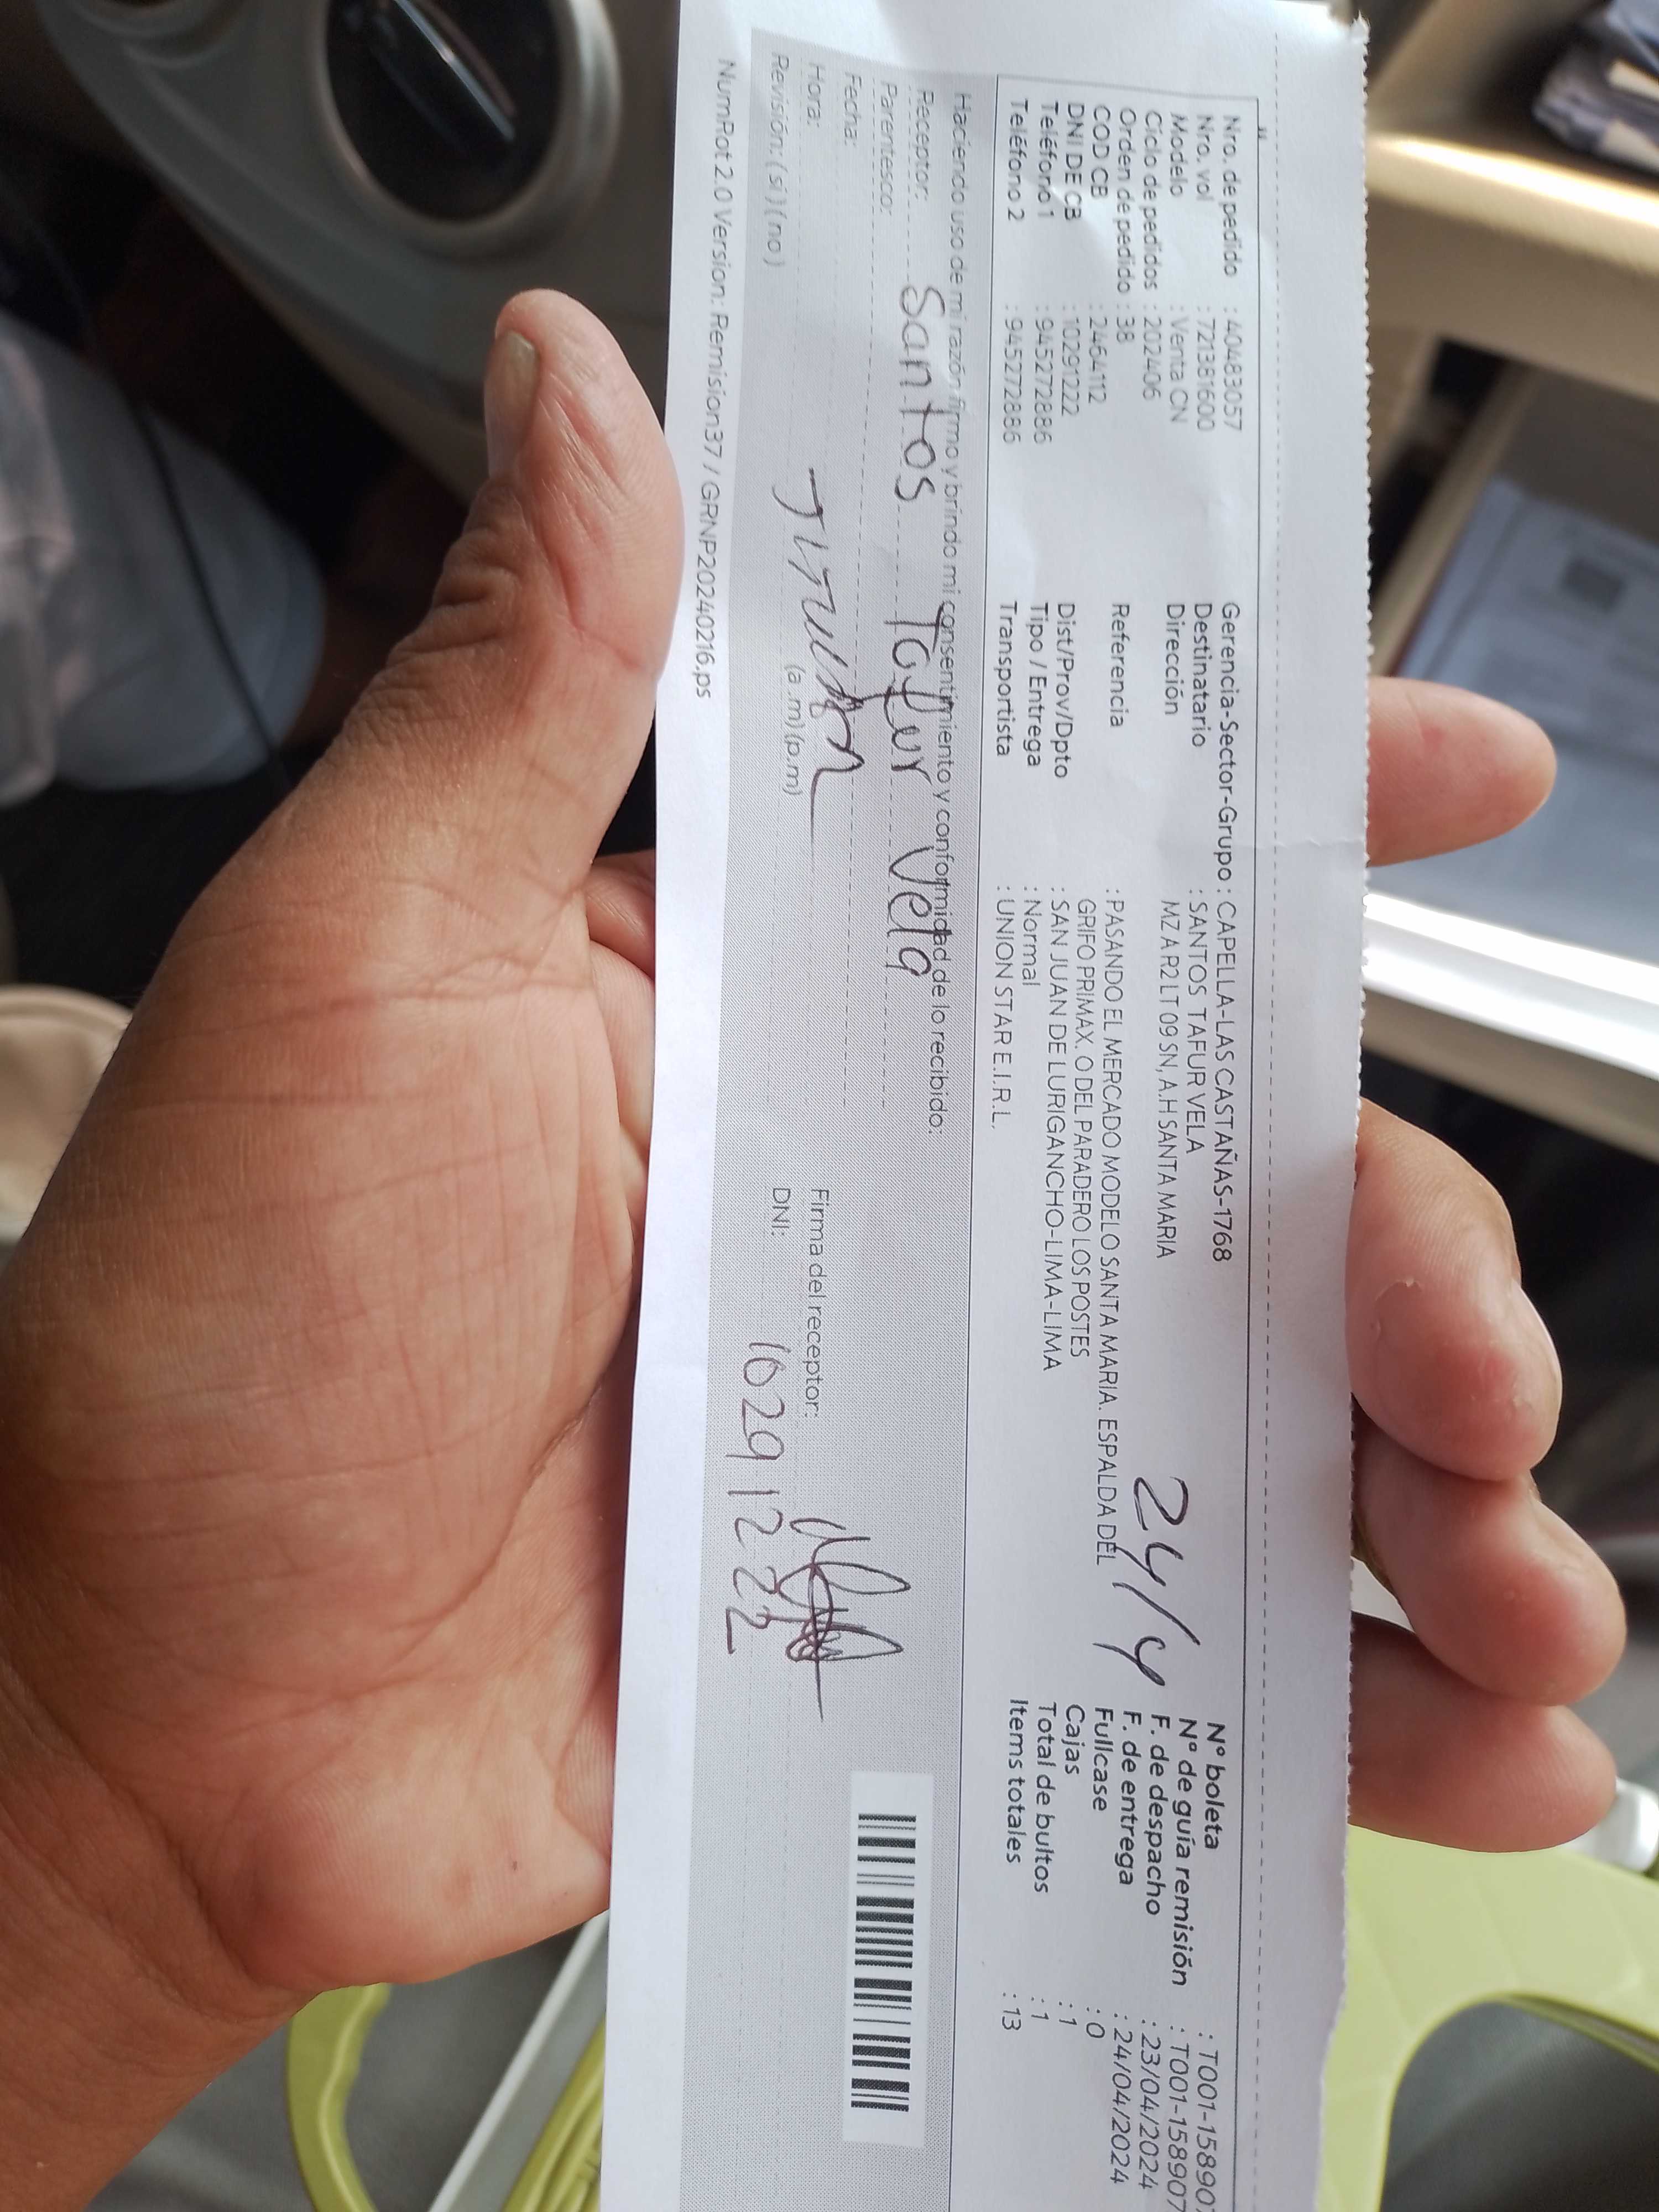 Nro. de pedido : 40483057
Nro. vol : 721381600
Modelo : Venta CN
Ciclo de pedidos : 202406
Orden de pedido : 38
COD CB : 2464112
DNI DE CB : 10291222
Teléfono1 : 945272886
Teléfono 2 : 945272886
Gerencia-Sector-Grupo : CAPELLA-LAS CASTAÑAS-1768
Destinatario : SANTOS TAFUR VELA
Dirección MZ A R2 LT 09 SN, A.H SANTA MARIA
Referencia : PASANDO EL MERCADO MODELO SANTA MARIA. ESPALDA DEL
GRIFO PRIMAX. O DEL PARADERO LOS POSTES
Dist/Prov/Dpto : SAN JUAN DE LURIGANCHO-LIMA-LIMA
Tipo / Entrega : Normal
Transportista : UNION STAR E.I.R.L.
24/4
N° boleta : T001-158907
N° de guía remisión : T001-158907
F. de despacho : 23/04/2024
F. de entrega : 24/04/2024
Fullcase : 0
Cajas : 1
Total de bultos : 1
Items totales : 13
Haciendo uso de mi razón firmo y brindo mi consentimiento y conformidad de lo recibido:
Receptor: Santos Tafur Vela
Parentesco:
Fecha:
Hora: (a.m) (p.m)
Revisión: ( si ) ( no )
Firma del receptor:
DNI: 10291222
NumRot 2.0 Version: Remision37 / GRNP20240216.ps